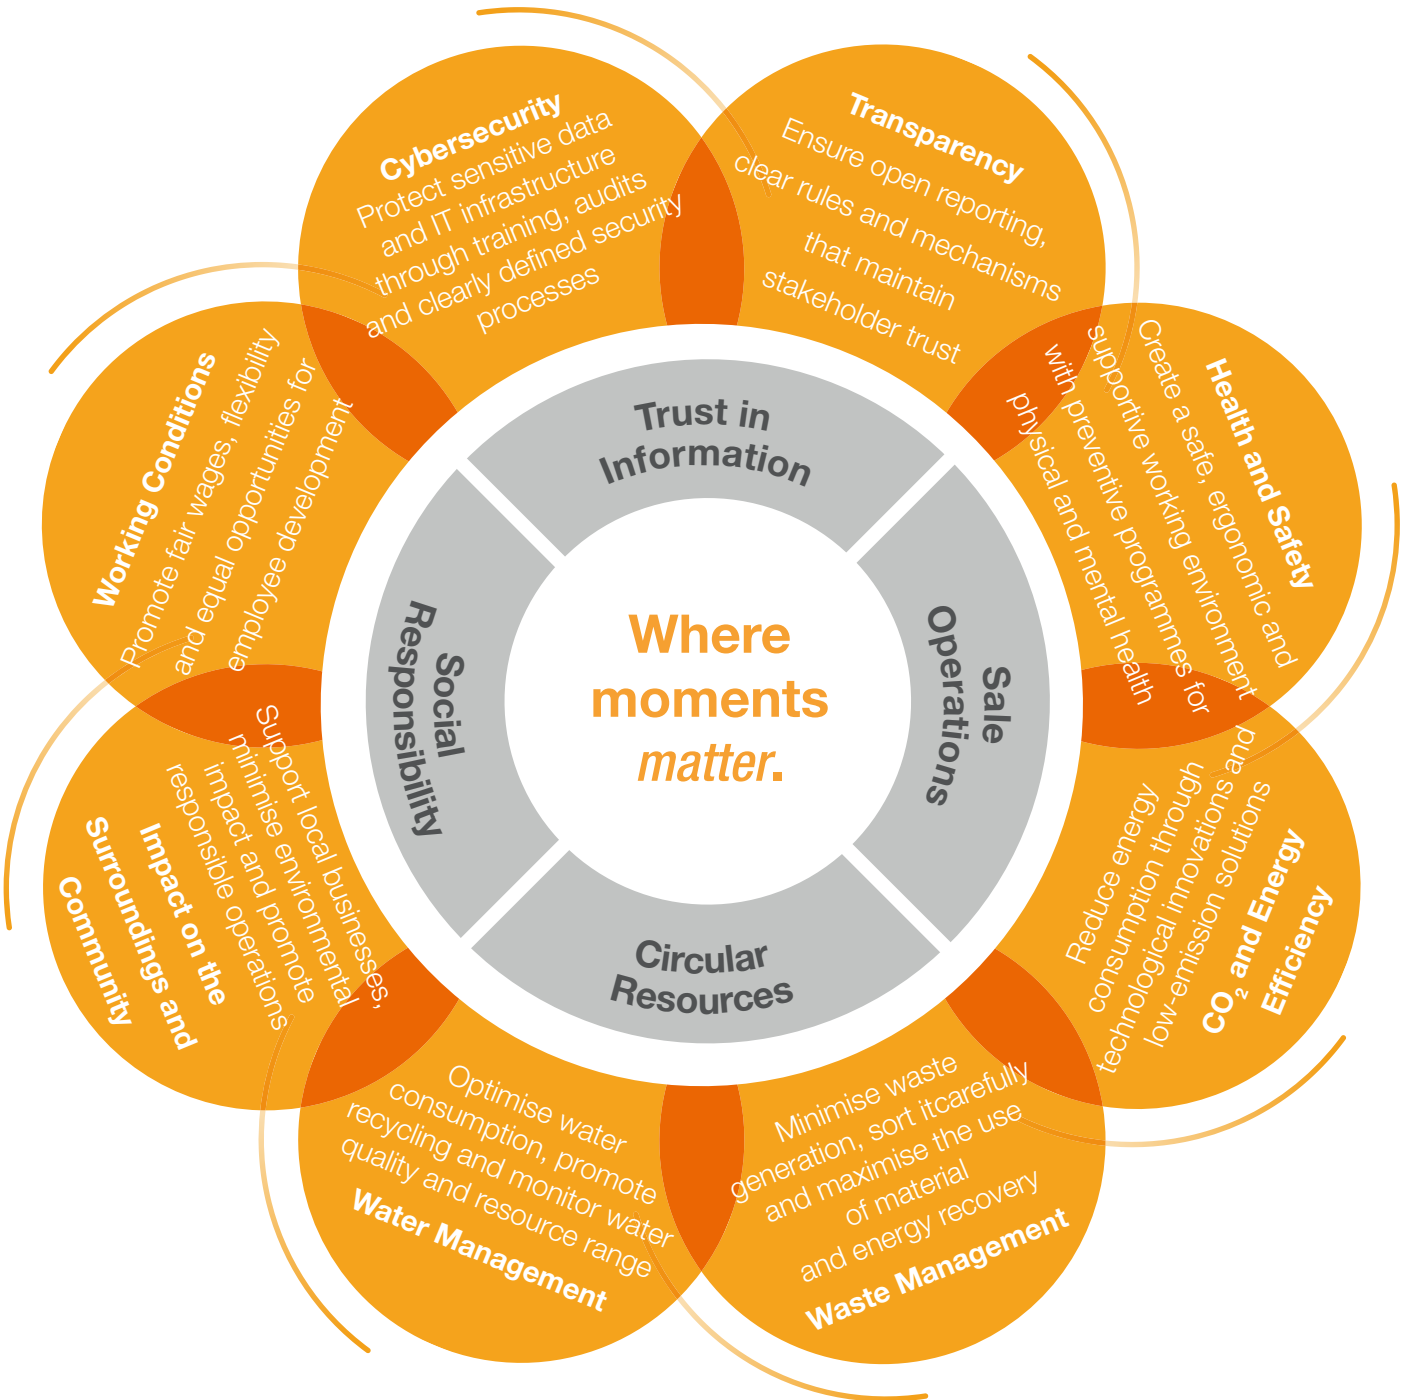 Cybersecurity
Protect sensitive data
and IT infrastructure
through training, audits
and clearly defined security
processes
Transparency
Ensure open reporting,
clear rules and mechanisms
that maintain
stakeholder trust
Health and Safety
Create a safe, ergonomic and
supportive working environment
with preventive programmes for
physical and mental health
Reduce energy
consumption through
technological innovations and
low-emission solutions
CO₂ and Energy
Efficiency
Minimise waste
generation, sort itcarefully
and maximise the use
of material
and energy recovery
Waste Management
Optimise water
consumption, promote
recycling and monitor water
quality and resource range
Water Management
Support local businesses,
minimise environmental
impact and promote
responsible operations
Impact on the
Surroundings and
Community
Working Conditions
Promote fair wages, flexibility
and equal opportunities for
employee development
Trust in
Information
Sale
Operations
Circular
Resources
Social
Responsibility
Where
moments
matter.